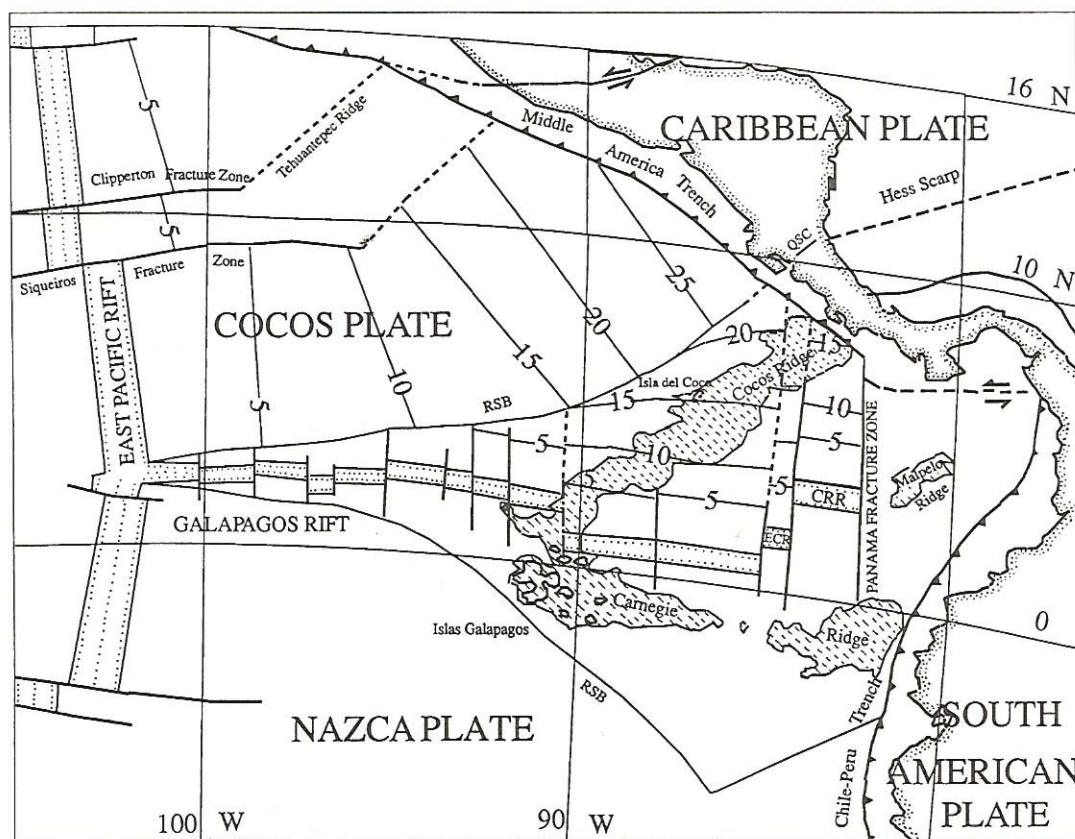 16 N
CARIBBEAN PLATE
Middle
America
Trench
Hess Scarp
QSC
5
Clipperton Fracture Zone
Tehuantepec Ridge
5
Siqueiros Fracture Zone
10 N
25
20
15
10
5
COCOS PLATE
EAST PACIFIC RIFT
20
15
Cocos Ridge
Isla del Coco
RSB
15
10
5
10
5
5
5
5
CRR
ECR
PANAMA FRACTURE ZONE
Malpelo
Ridge
GALAPAGOS RIFT
Carnegie
Ridge
Islas Galapagos
0
RSB
NAZCA PLATE
Chile-Peru Trench
SOUTH
AMERICAN
PLATE
100 W
90 W